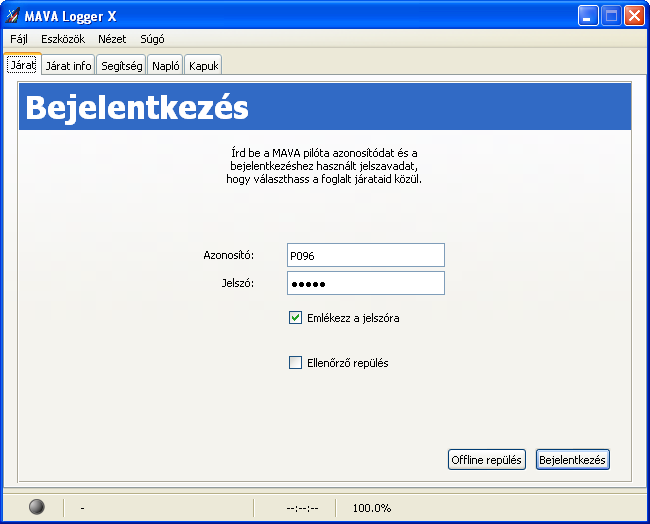 MAVA Logger X
Fájl Eszközök Nézet Súgó
Járat Járat info Segítség Napló Kapuk
Bejelentkezés
Írd be a MAVA pilóta azonosítódat és a
bejelentkezéshez használt jelszavadat,
hogy választhass a foglalt járataid közül.
Azonosító: P096
Jelszó: •••••
Emlékezz a jelszóra
Ellenőrző repülés
Offline repülés Bejelentkezés
- --:--:-- 100.0%